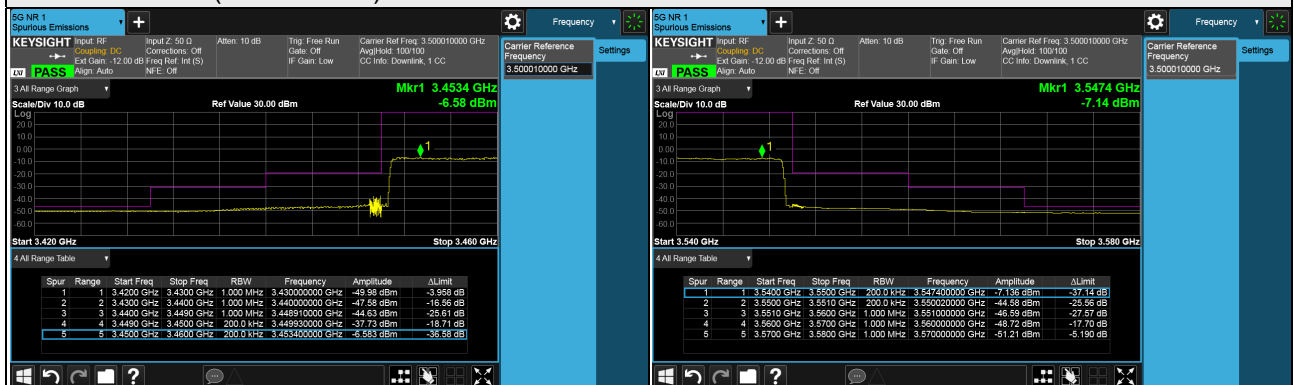 5G NR 1
Spurious Emissions
Frequency
KEYSIGHT
Input: RF
Coupling: DC
Ext Gain: -12.00 dB
Align: Auto
Input Z: 50 Ω
Corrections: Off
Freq Ref: Int (S)
NFE: Off
Atten: 10 dB
Trig: Free Run
Gate: Off
IF Gain: Low
Carrier Ref Freq: 3.500010000 GHz
Avg|Hold: 100/100
CC Info: Downlink, 1 CC
LXI PASS
Carrier Reference
Frequency
3.500010000 GHz
Settings
3 All Range Graph
Mkr1 3.4534 GHz
Scale/Div 10.0 dB Ref Value 30.00 dBm -6.58 dBm
Log
20.0
10.0
0.00
-10.0
-20.0
-30.0
-40.0
-50.0
-60.0
1
Start 3.420 GHz Stop 3.460 GHz
4 All Range Table
Spur Range Start Freq Stop Freq RBW Frequency Amplitude ΔLimit
1 1 3.4200 GHz 3.4300 GHz 1.000 MHz 3.430000000 GHz -49.98 dBm -3.958 dB
2 2 3.4300 GHz 3.4400 GHz 1.000 MHz 3.440000000 GHz -47.58 dBm -16.56 dB
3 3 3.4400 GHz 3.4490 GHz 1.000 MHz 3.448910000 GHz -44.63 dBm -25.61 dB
4 4 3.4490 GHz 3.4500 GHz 200.0 kHz 3.449930000 GHz -37.73 dBm -18.71 dB
5 5 3.4500 GHz 3.4600 GHz 200.0 kHz 3.453400000 GHz -6.583 dBm -36.58 dB
?
5G NR 1
Spurious Emissions
Frequency
KEYSIGHT
Input: RF
Coupling: DC
Ext Gain: -12.00 dB
Align: Auto
Input Z: 50 Ω
Corrections: Off
Freq Ref: Int (S)
NFE: Off
Atten: 10 dB
Trig: Free Run
Gate: Off
IF Gain: Low
Carrier Ref Freq: 3.500010000 GHz
Avg|Hold: 100/100
CC Info: Downlink, 1 CC
LXI PASS
Carrier Reference
Frequency
3.500010000 GHz
Settings
3 All Range Graph
Mkr1 3.5474 GHz
Scale/Div 10.0 dB Ref Value 30.00 dBm -7.14 dBm
Log
20.0
10.0
0.00
-10.0
-20.0
-30.0
-40.0
-50.0
-60.0
1
Start 3.540 GHz Stop 3.580 GHz
4 All Range Table
Spur Range Start Freq Stop Freq RBW Frequency Amplitude ΔLimit
1 1 3.5400 GHz 3.5500 GHz 200.0 kHz 3.547400000 GHz -7.136 dBm -37.14 dB
2 2 3.5500 GHz 3.5510 GHz 200.0 kHz 3.550020000 GHz -44.58 dBm -25.56 dB
3 3 3.5510 GHz 3.5600 GHz 1.000 MHz 3.551000000 GHz -46.59 dBm -27.57 dB
4 4 3.5600 GHz 3.5700 GHz 1.000 MHz 3.560000000 GHz -48.72 dBm -17.70 dB
5 5 3.5700 GHz 3.5800 GHz 1.000 MHz 3.570000000 GHz -51.21 dBm -5.190 dB
?